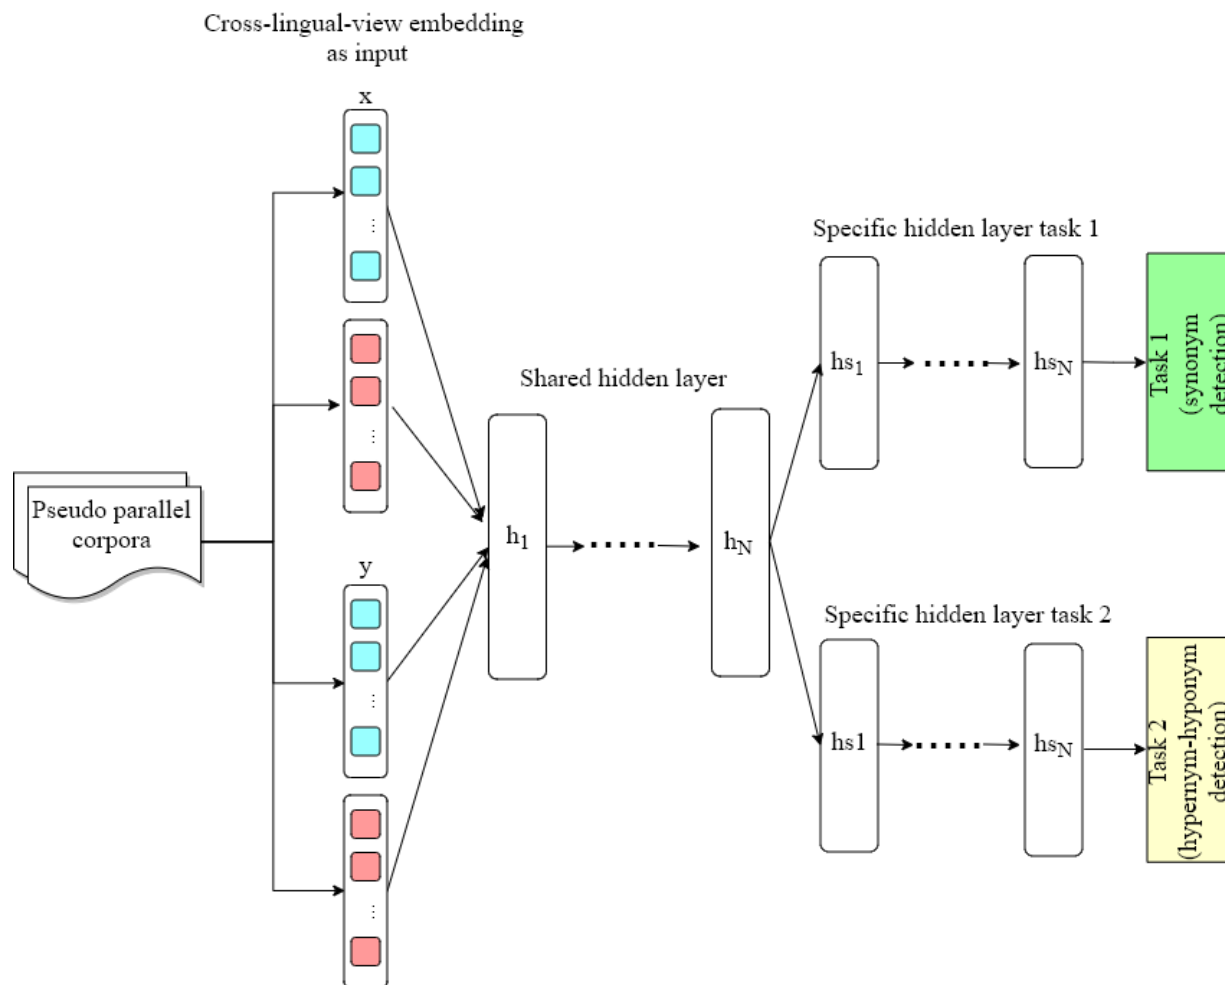 Cross-lingual-view embedding
as input
x
Pseudo parallel
corpora
y
Shared hidden layer
h1
hN
Specific hidden layer task 1
hs1
hsN
Task 1
(synonym
detection)
Specific hidden layer task 2
hs1
hsN
Task 2
(hypernym-hyponym
detection)